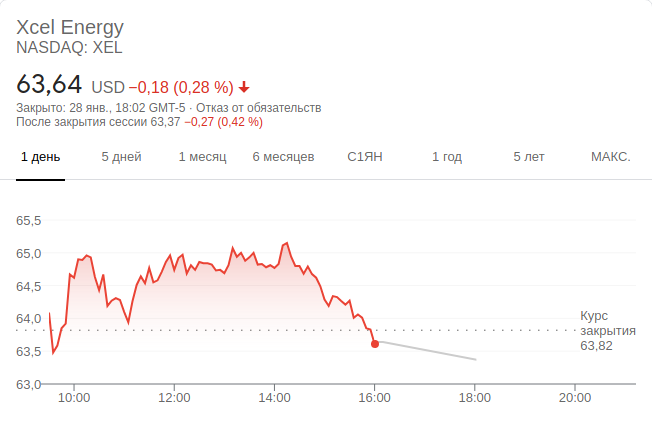 Xcel Energy
NASDAQ: XEL
63,64 USD −0,18 (0,28 %)
Закрыто: 28 янв., 18:02 GMT-5 · Отказ от обязательств
После закрытия сессии 63,37 −0,27 (0,42 %)
1 день 5 дней 1 месяц 6 месяцев С1ЯН 1 год 5 лет МАКС.
65,5
65,0
64,5
64,0
63,5
63,0
Курс
закрытия
63,82
10:00 12:00 14:00 16:00 18:00 20:00